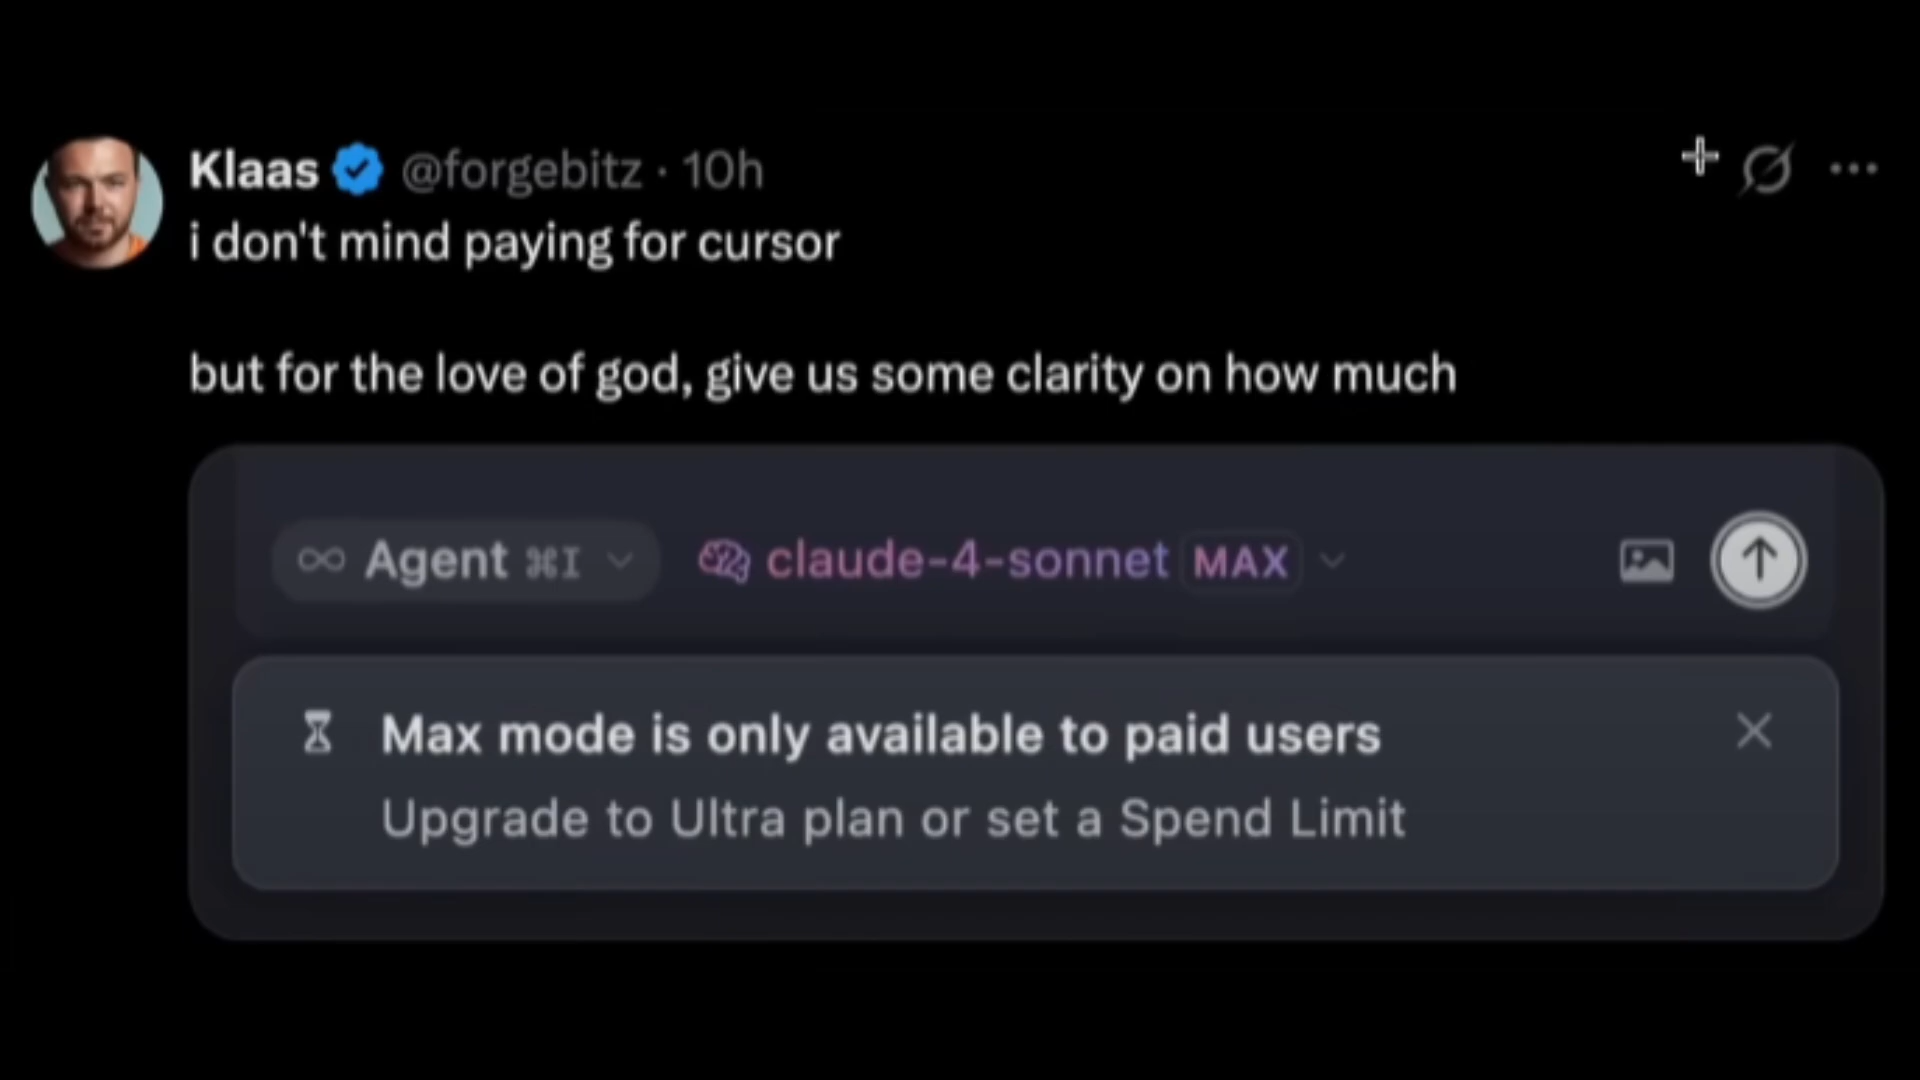 Klaas @forgebitz · 10h
i don't mind paying for cursor
but for the love of god, give us some clarity on how much
Agent ⌘I claude-4-sonnet MAX
Max mode is only available to paid users
Upgrade to Ultra plan or set a Spend Limit